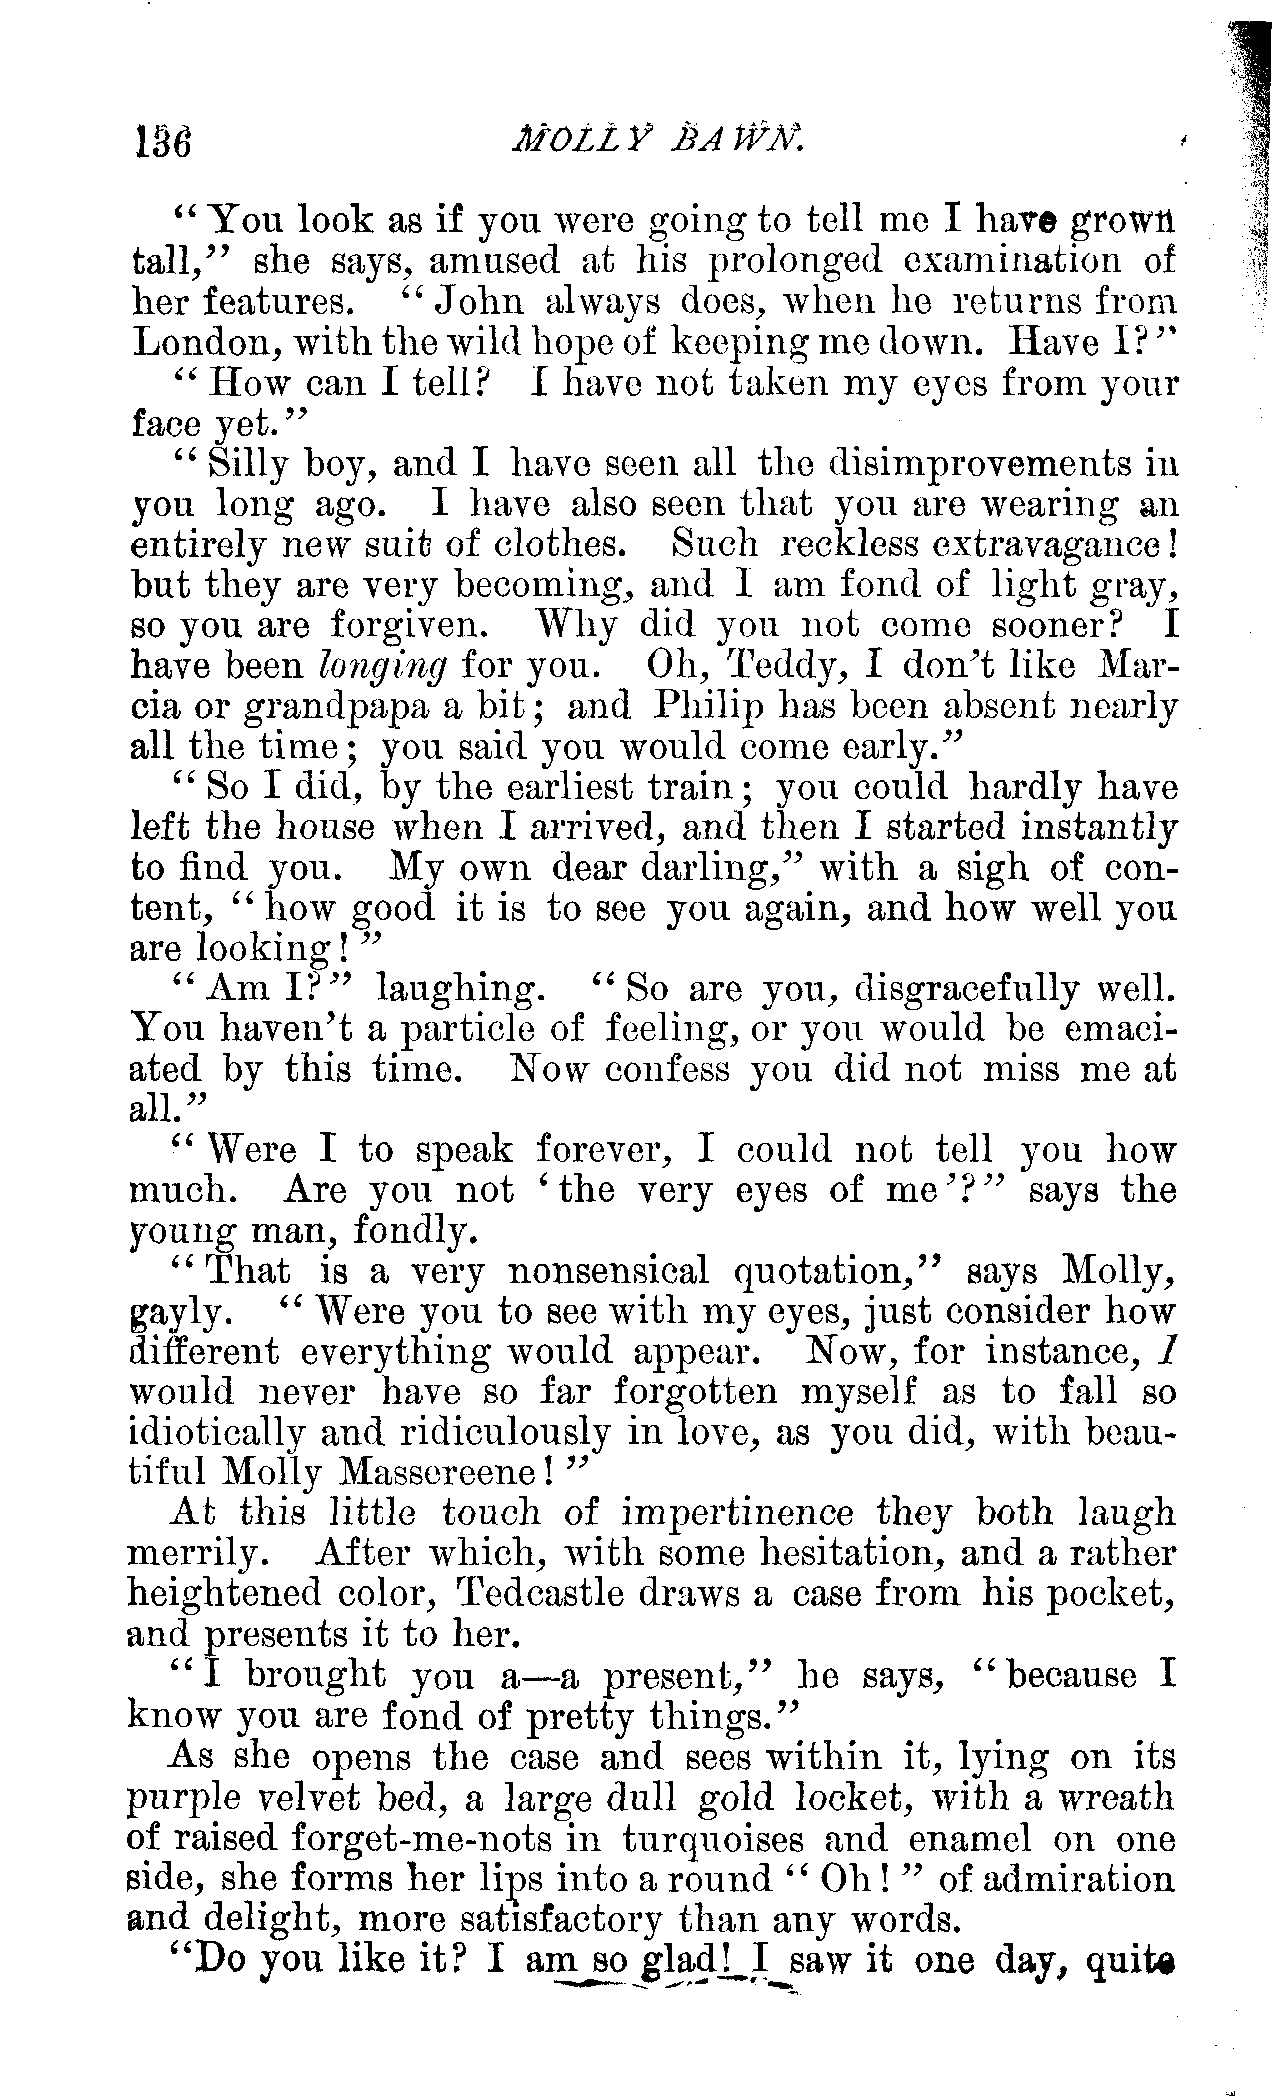 136 MOLLY BAWN.
"You look as if you were going to tell me I have grown
tall," she says, amused at his prolonged examination of
her features. "John always does, when he returns from
London, with the wild hope of keeping me down. Have I?"
"How can I tell? I have not taken my eyes from your
face yet."
"Silly boy, and I have seen all the disimprovements in
you long ago. I have also seen that you are wearing an
entirely new suit of clothes. Such reckless extravagance!
but they are very becoming, and I am fond of light gray,
so you are forgiven. Why did you not come sooner? I
have been longing for you. Oh, Teddy, I don't like Mar-
cia or grandpapa a bit; and Philip has been absent nearly
all the time; you said you would come early."
"So I did, by the earliest train; you could hardly have
left the house when I arrived, and then I started instantly
to find you. My own dear darling," with a sigh of con-
tent, "how good it is to see you again, and how well you
are looking!"
"Am I?" laughing. "So are you, disgracefully well.
You haven't a particle of feeling, or you would be emaci-
ated by this time. Now confess you did not miss me at
all."
"Were I to speak forever, I could not tell you how
much. Are you not 'the very eyes of me'?" says the
young man, fondly.
"That is a very nonsensical quotation," says Molly,
gayly. "Were you to see with my eyes, just consider how
different everything would appear. Now, for instance, I
would never have so far forgotten myself as to fall so
idiotically and ridiculously in love, as you did, with beau-
tiful Molly Massereene!"
At this little touch of impertinence they both laugh
merrily. After which, with some hesitation, and a rather
heightened color, Tedcastle draws a case from his pocket,
and presents it to her.
"I brought you a—a present," he says, "because I
know you are fond of pretty things."
As she opens the case and sees within it, lying on its
purple velvet bed, a large dull gold locket, with a wreath
of raised forget-me-nots in turquoises and enamel on one
side, she forms her lips into a round "Oh!" of admiration
and delight, more satisfactory than any words.
"Do you like it? I am so glad! I saw it one day, quite